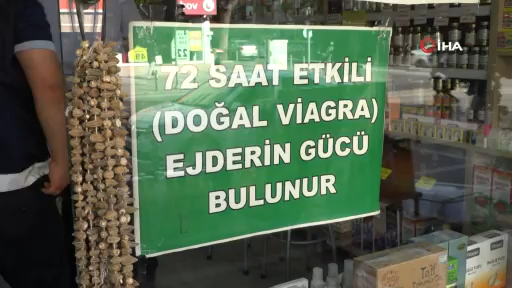 72 SAAT ETKİLİ
(DOĞAL VİAGRA)
EJDERİN GÜCÜ
BULUNUR
İHA